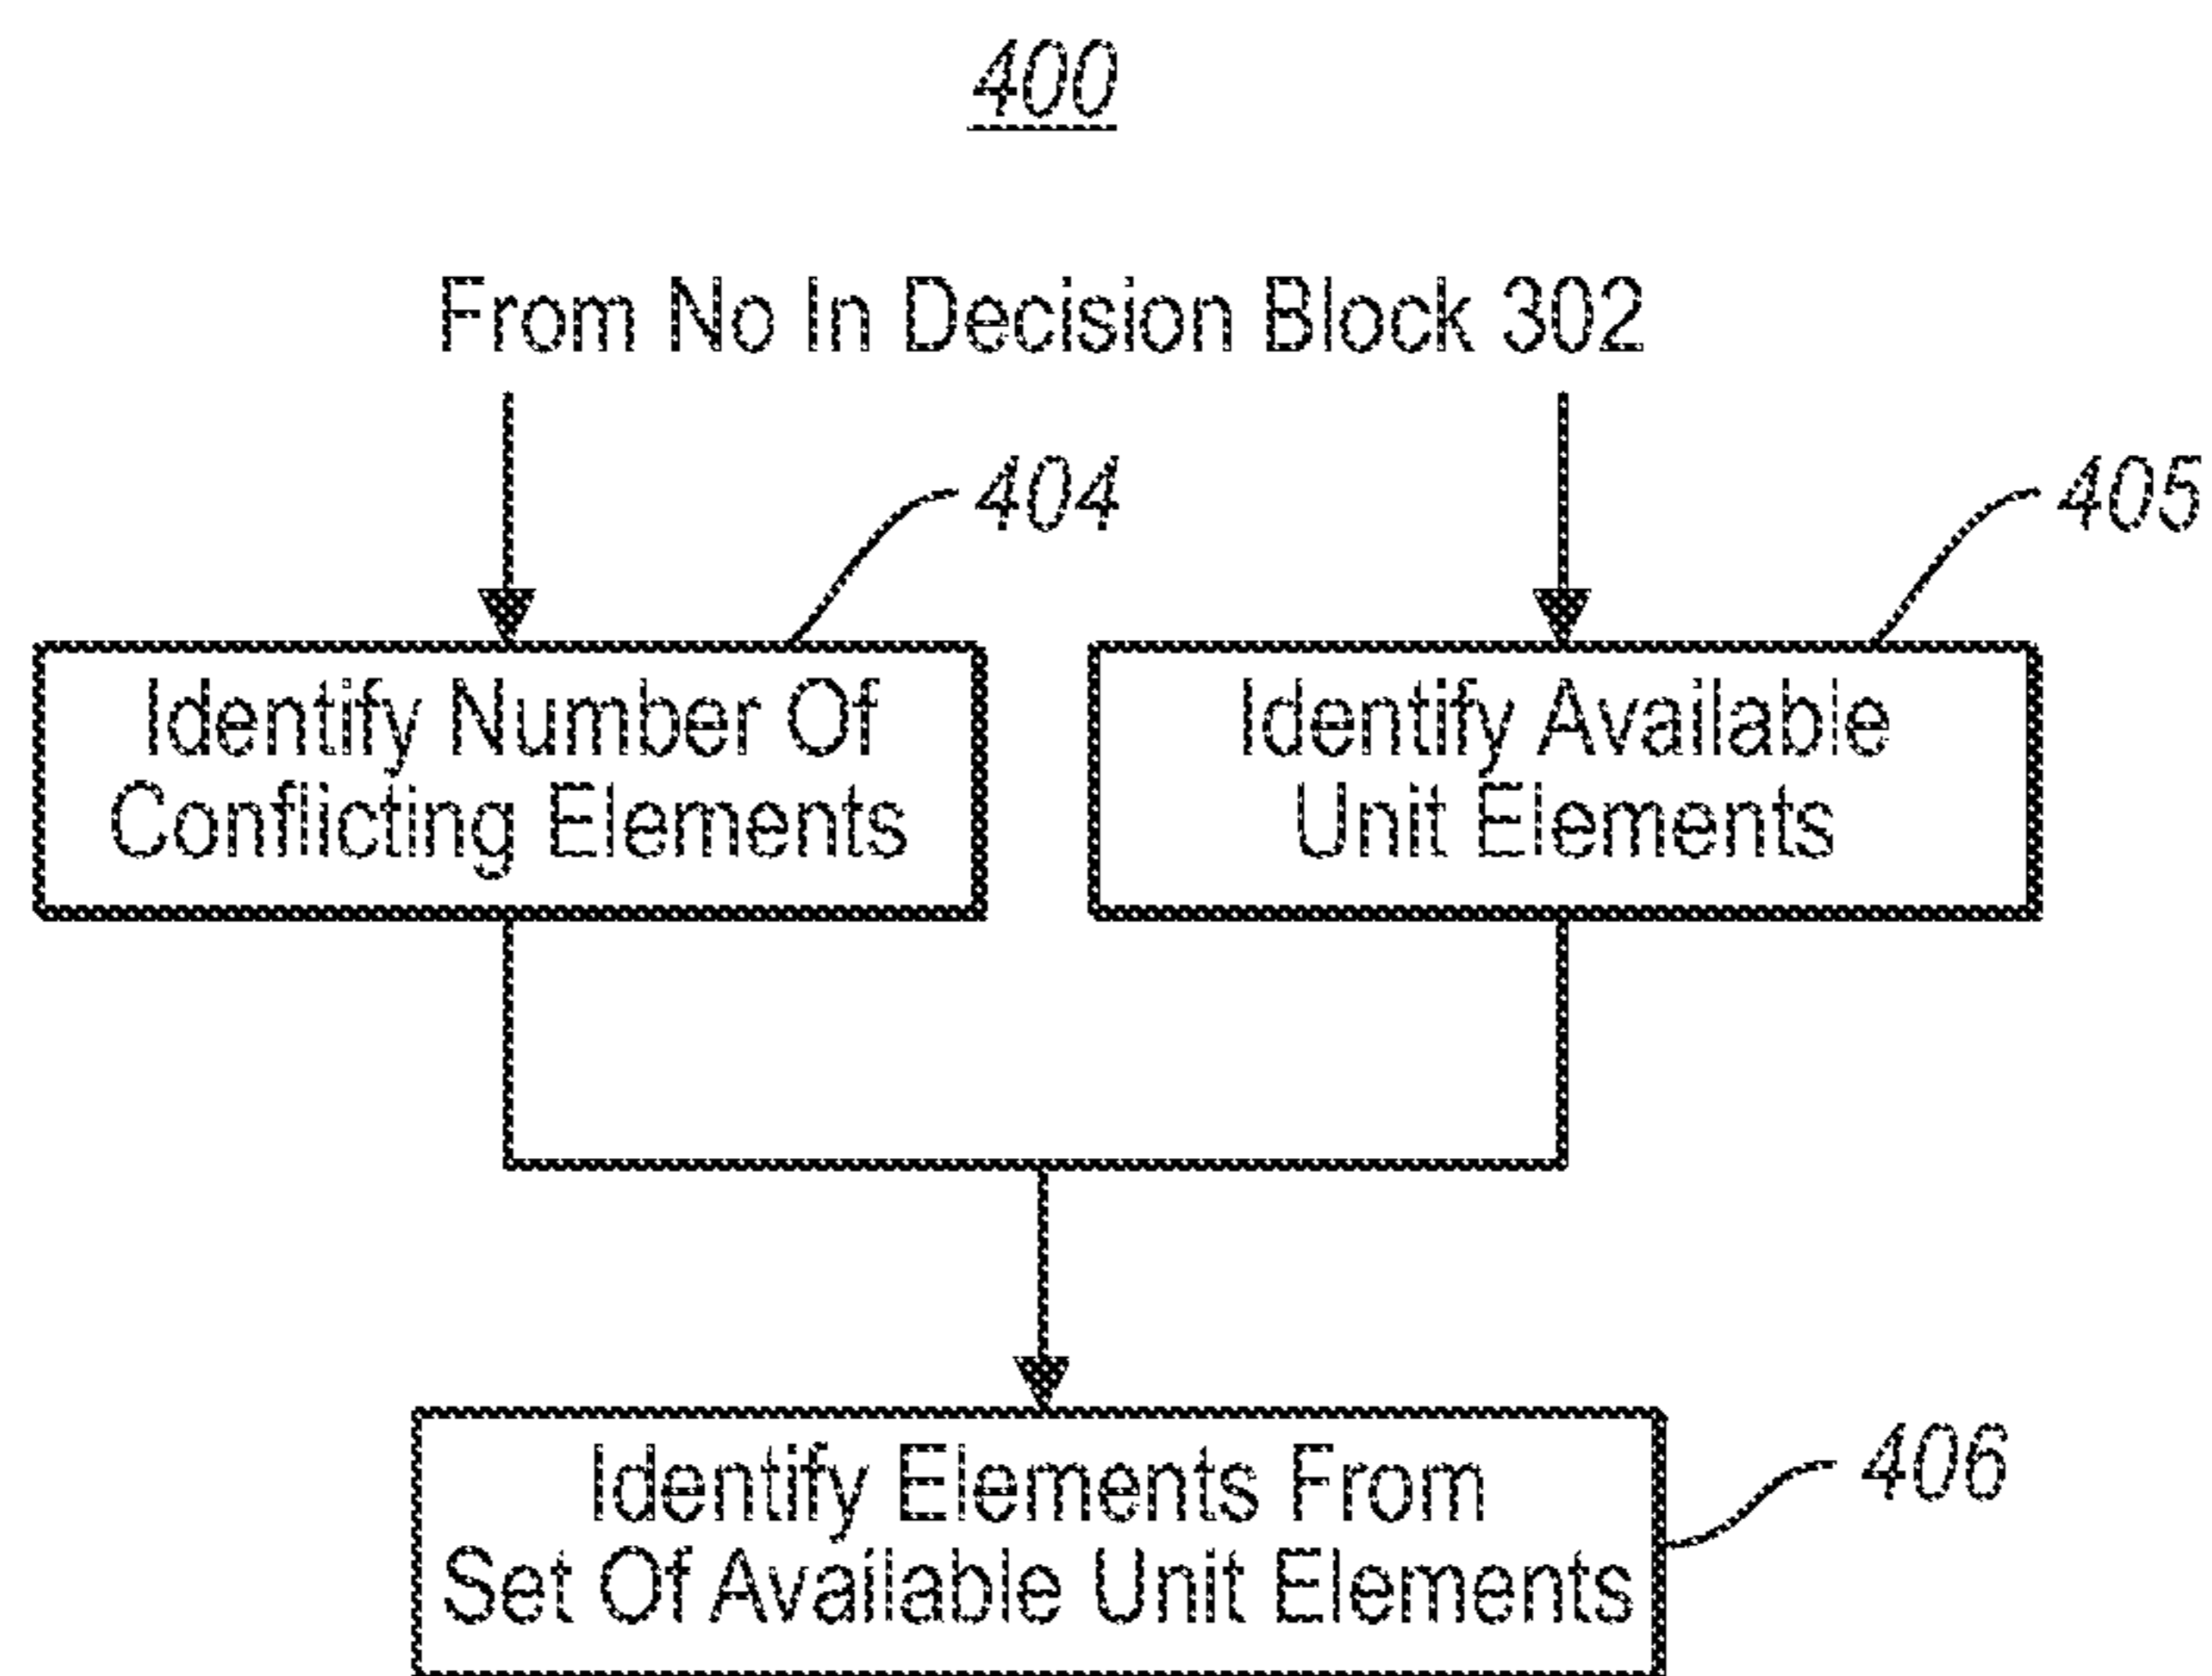 400
From No In Decision Block 302
404
405
Identify Number Of
Conflicting Elements
Identify Available
Unit Elements
Identify Elements From
Set Of Available Unit Elements
406